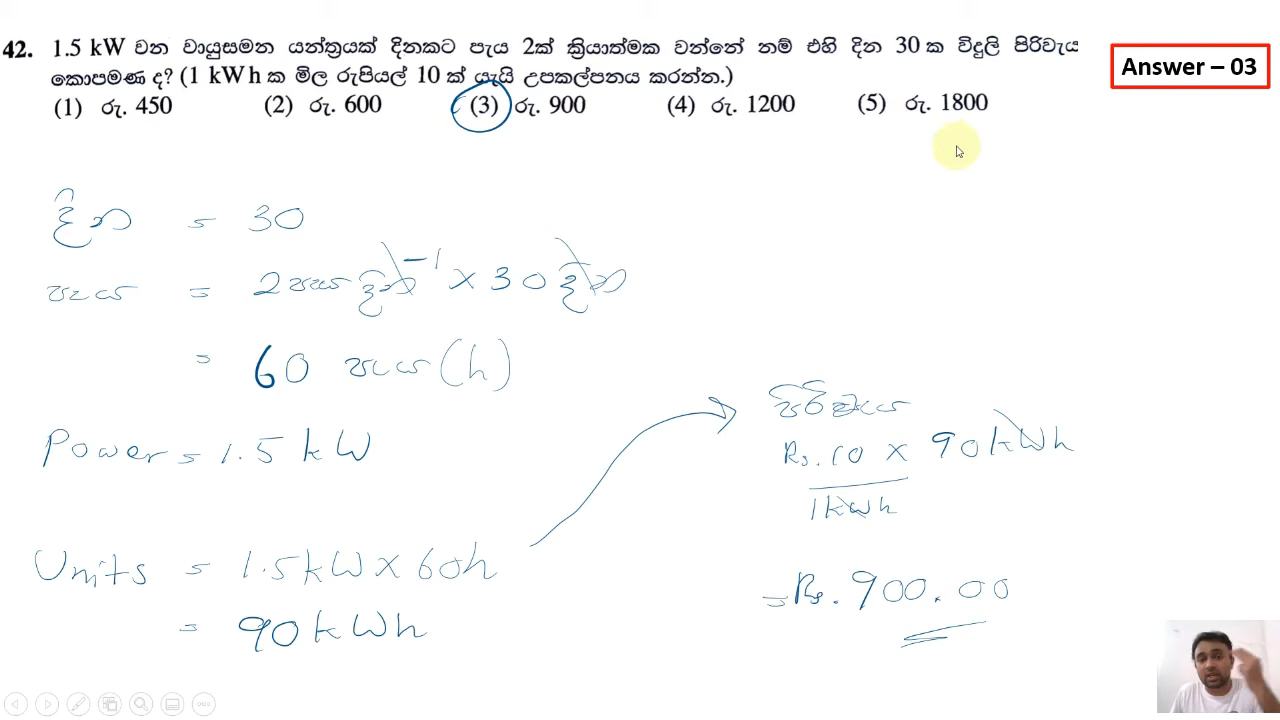 42. 1.5 kW වන වායුසමන යන්ත්‍රයක් දිනකට පැය 2ක් ක්‍රියාත්මක වන්නේ නම් එහි දින 30 ක විදුලි පිරිවැය
කොපමණ ද? (1 kWh ක මිල රුපියල් 10 ක් යැයි උපකල්පනය කරන්න.)
(1) රු. 450 (2) රු. 600 (3) රු. 900 (4) රු. 1200 (5) රු. 1800
Answer – 03
දින = 30
පැය = 2 පැය දින⁻¹ × 30 දින
= 60 පැය (h)
Power = 1.5 kW
Units = 1.5 kW × 60h
= 90 kWh
පිරිවැය
Rs. 10 × 90 kWh
1 kWh
= Rs. 900.00